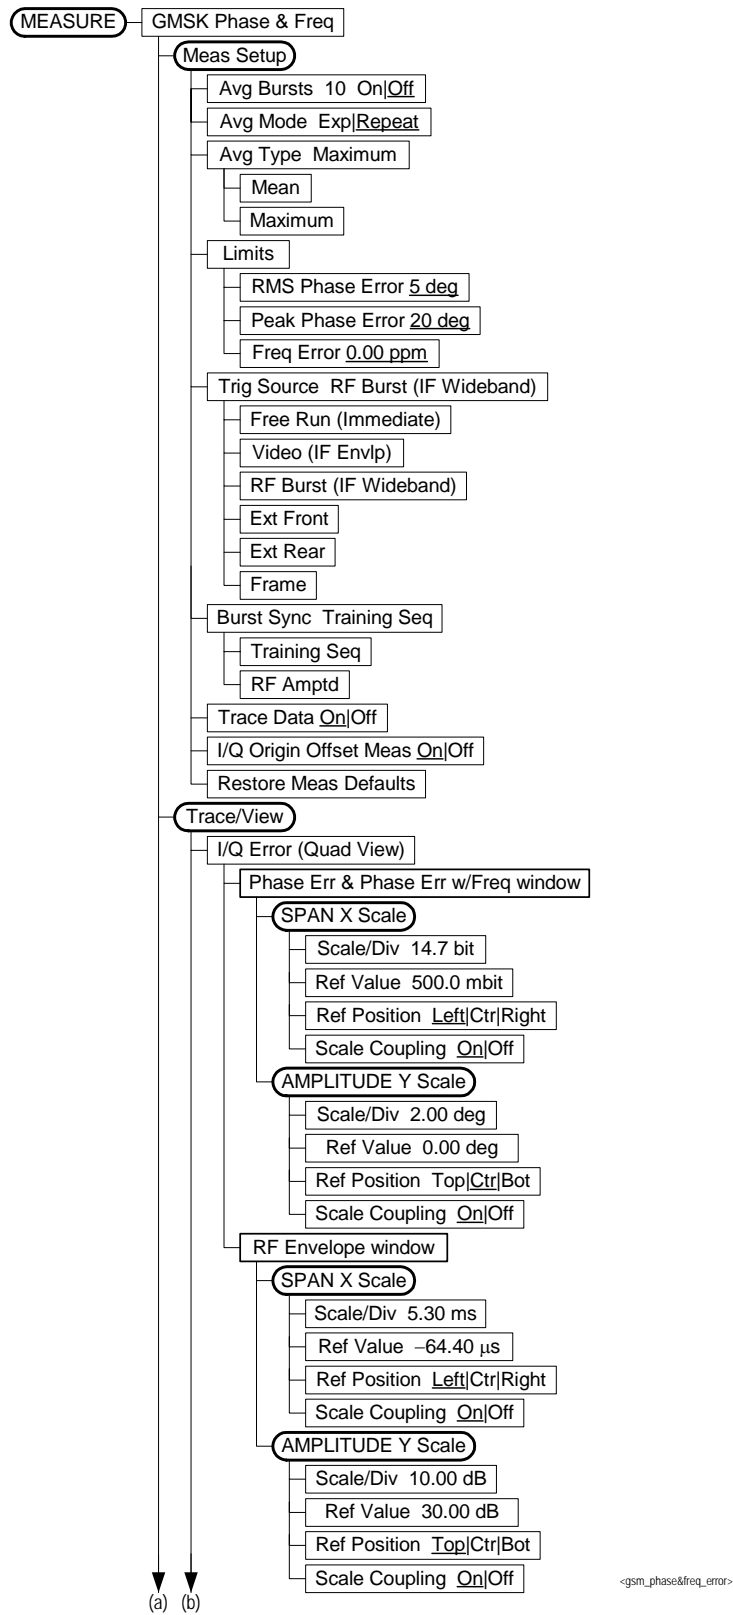 MEASURE
GMSK Phase & Freq
Meas Setup
Avg Bursts 10 On|Off
Avg Mode Exp|Repeat
Avg Type Maximum
Mean
Maximum
Limits
RMS Phase Error 5 deg
Peak Phase Error 20 deg
Freq Error 0.00 ppm
Trig Source RF Burst (IF Wideband)
Free Run (Immediate)
Video (IF Envlp)
RF Burst (IF Wideband)
Ext Front
Ext Rear
Frame
Burst Sync Training Seq
Training Seq
RF Amptd
Trace Data On|Off
I/Q Origin Offset Meas On|Off
Restore Meas Defaults
Trace/View
I/Q Error (Quad View)
Phase Err & Phase Err w/Freq window
SPAN X Scale
Scale/Div 14.7 bit
Ref Value 500.0 mbit
Ref Position Left|Ctr|Right
Scale Coupling On|Off
AMPLITUDE Y Scale
Scale/Div 2.00 deg
Ref Value 0.00 deg
Ref Position Top|Ctr|Bot
Scale Coupling On|Off
RF Envelope window
SPAN X Scale
Scale/Div 5.30 ms
Ref Value –64.40 μs
Ref Position Left|Ctr|Right
Scale Coupling On|Off
AMPLITUDE Y Scale
Scale/Div 10.00 dB
Ref Value 30.00 dB
Ref Position Top|Ctr|Bot
Scale Coupling On|Off
<gsm_phase&freq_error>
(a) (b)